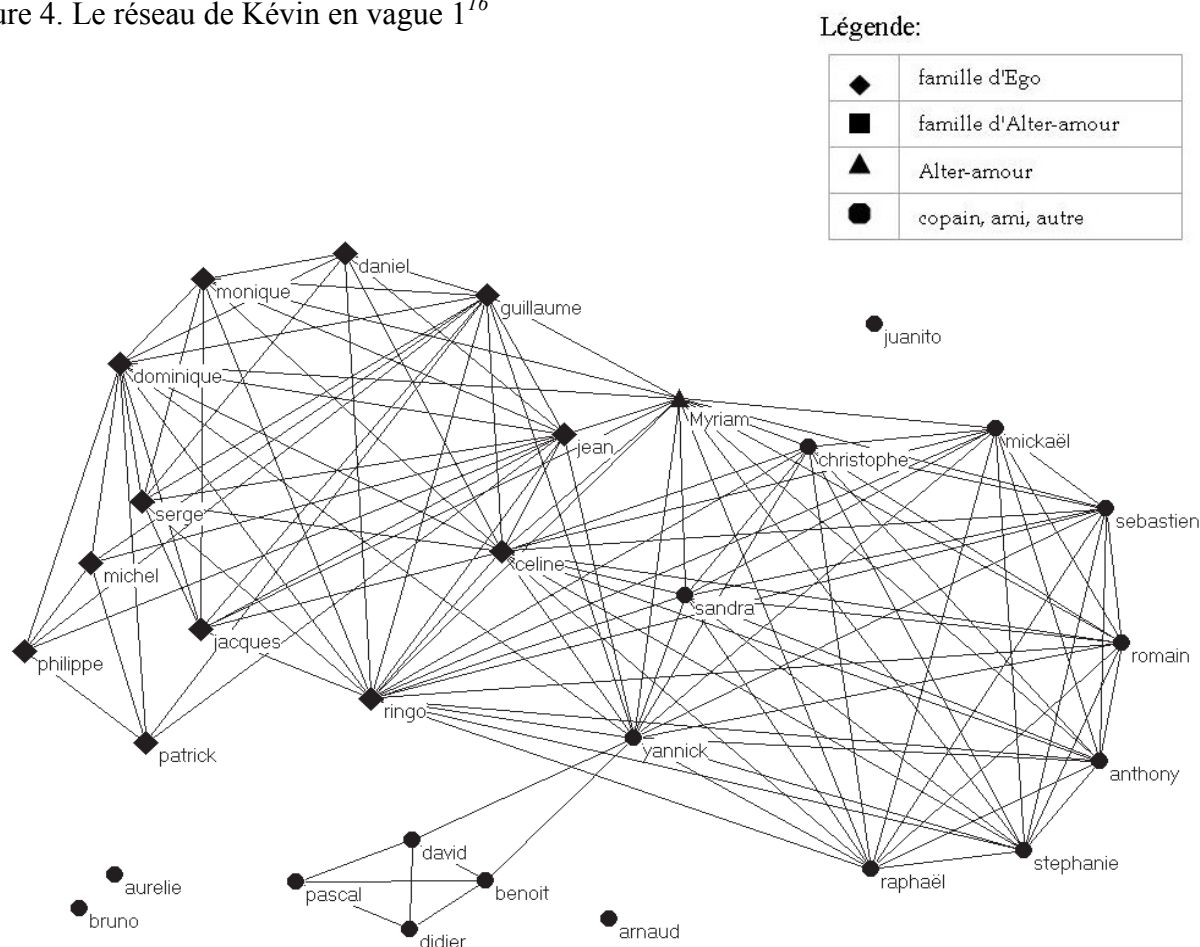 ure 4. Le réseau de Kévin en vague 1¹⁶
Légende:
famille d'Ego
famille d'Alter-amour
Alter-amour
copain, ami, autre
daniel
monique
guillaume
juanito
dominique
Myriam
mickaël
jean
christophe
serge
sebastien
celine
michel
sandra
jacques
romain
philippe
ringo
yannick
patrick
anthony
david
stephanie
raphaël
aurelie
pascal
benoit
bruno
arnaud
didier